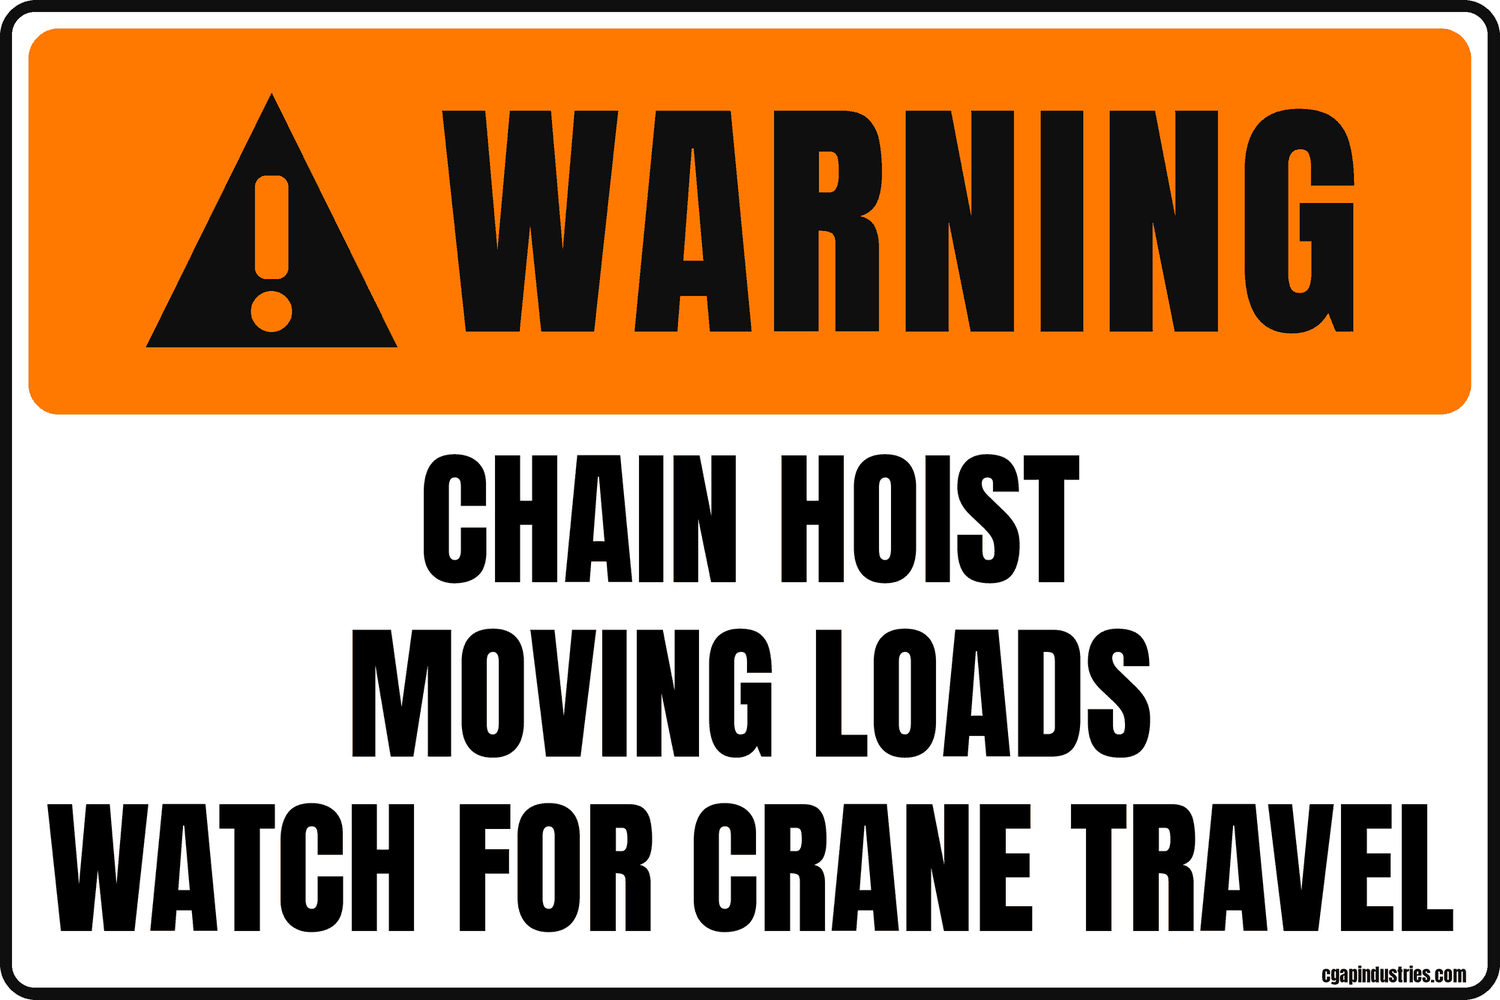 WARNING
CHAIN HOIST
MOVING LOADS
WATCH FOR CRANE TRAVEL
cgapindustries.com